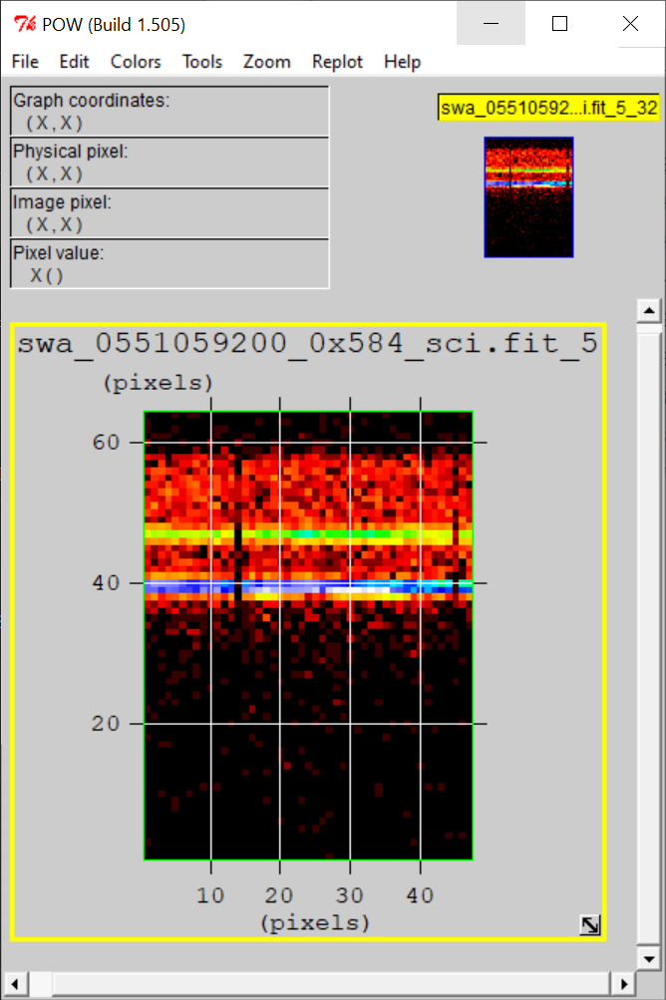 POW (Build 1.505)
File Edit Colors Tools Zoom Replot Help
Graph coordinates:
(X,X)
Physical pixel:
(X,X)
Image pixel:
(X,X)
Pixel value:
X()
swa_05510592...i.fit_5_32
swa_0551059200_0x584_sci.fit_5
(pixels)
60
40
20
10 20 30 40
(pixels)